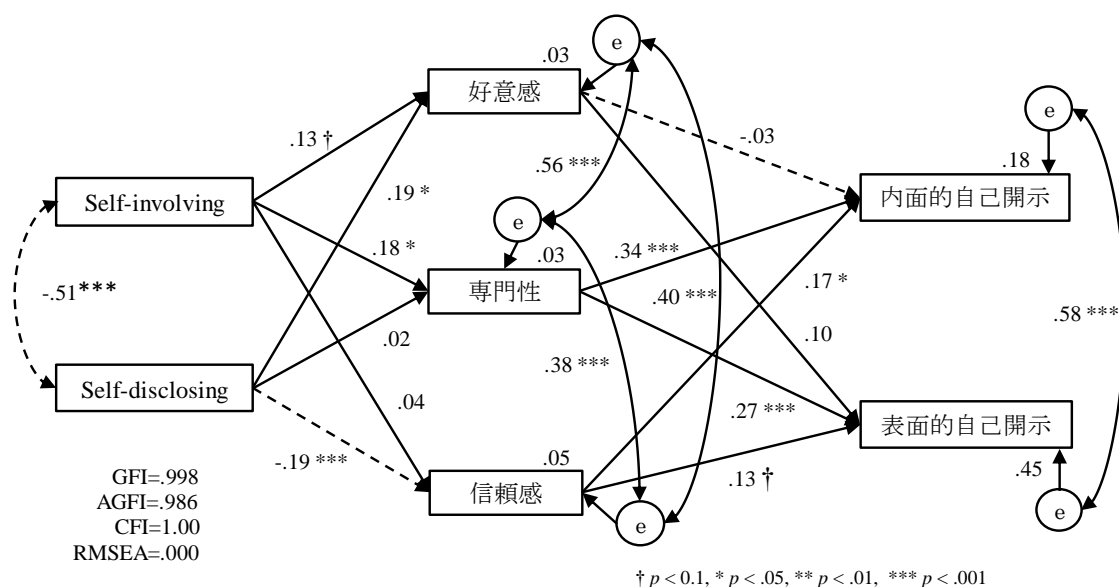 e
.03
好意感
e
.13 †
-.03
.18
.56 ***
Self-involving
内面的自己開示
.19 *
e
.18 *
.03
.34 ***
.17 *
-.51***
専門性
.40 ***
.58 ***
.02
.10
.38 ***
Self-disclosing
.04
.27 ***
表面的自己開示
-.19 ***
.05
.13 †
.45
GFI=.998
信頼感
AGFI=.986
e
e
CFI=1.00
RMSEA=.000
† p < 0.1, * p < .05, ** p < .01, *** p < .001